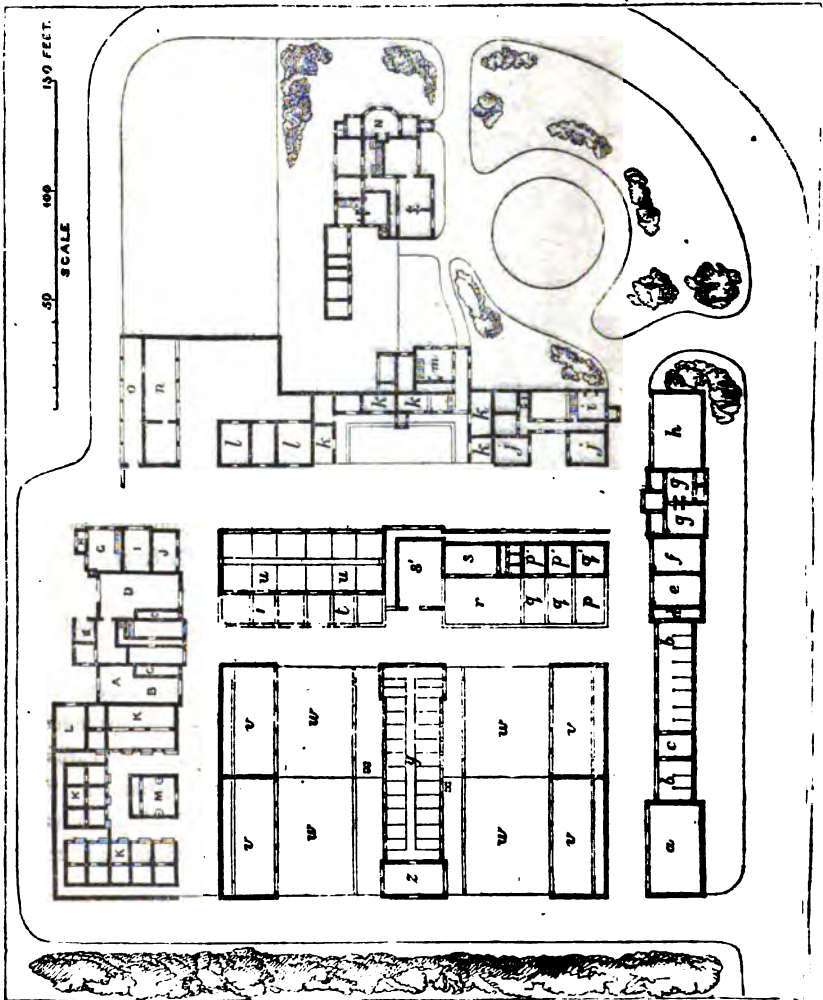 150 FEET.
100
SCALE
50
N
o
n
l
l
k
k
k
m
k
k
j
j
i
h
g
g
f
e
d
b
c
b
a
G
I
J
D
E
A
B
C
L
K
K
K
M
u
u
t
t
s'
s
r
p'
p'
q'
q
q
p
v
w
w
v
v
w
w
v
y
z